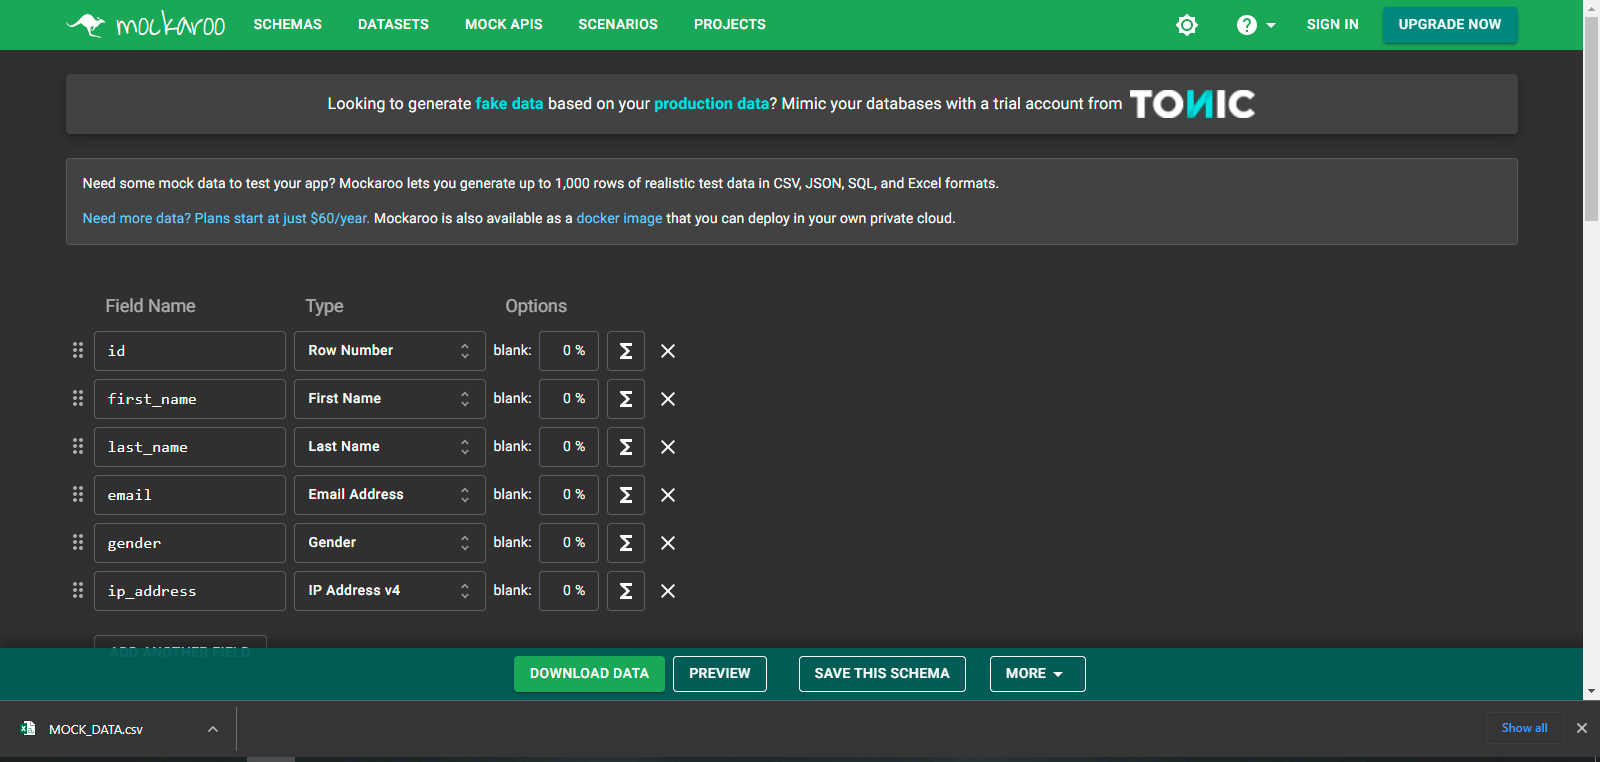 mockaroo SCHEMAS DATASETS MOCK APIS SCENARIOS PROJECTS ? SIGN IN UPGRADE NOW
Looking to generate fake data based on your production data? Mimic your databases with a trial account from TONIC
Need some mock data to test your app? Mockaroo lets you generate up to 1,000 rows of realistic test data in CSV, JSON, SQL, and Excel formats.
Need more data? Plans start at just $60/year. Mockaroo is also available as a docker image that you can deploy in your own private cloud.
Field Name Type Options
id Row Number blank: 0 % Σ
first_name First Name blank: 0 % Σ
last_name Last Name blank: 0 % Σ
email Email Address blank: 0 % Σ
gender Gender blank: 0 % Σ
ip_address IP Address v4 blank: 0 % Σ
ADD ANOTHER FIELD
DOWNLOAD DATA PREVIEW SAVE THIS SCHEMA MORE
MOCK_DATA.csv Show all